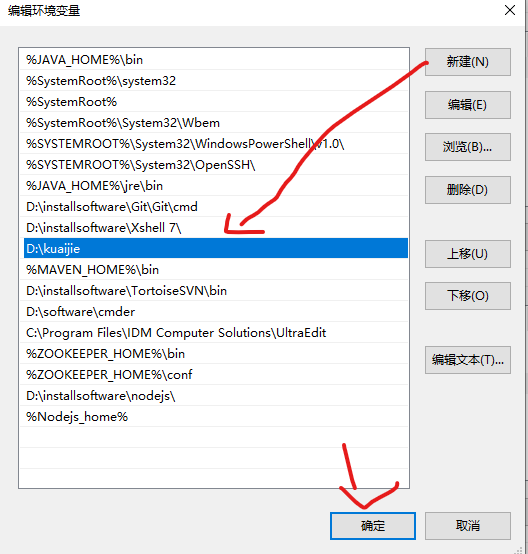 编辑环境变量
%JAVA_HOME%\bin
%SystemRoot%\system32
%SystemRoot%
%SystemRoot%\System32\Wbem
%SYSTEMROOT%\System32\WindowsPowerShell\v1.0\
%SYSTEMROOT%\System32\OpenSSH\
%JAVA_HOME%\jre\bin
D:\installsoftware\Git\Git\cmd
D:\installsoftware\Xshell 7\
D:\kuaijie
%MAVEN_HOME%\bin
D:\installsoftware\TortoiseSVN\bin
D:\software\cmder
C:\Program Files\IDM Computer Solutions\UltraEdit
%ZOOKEEPER_HOME%\bin
%ZOOKEEPER_HOME%\conf
D:\installsoftware\nodejs\
%Nodejs_home%
新建(N)
编辑(E)
浏览(B)...
删除(D)
上移(U)
下移(O)
编辑文本(T)...
确定
取消